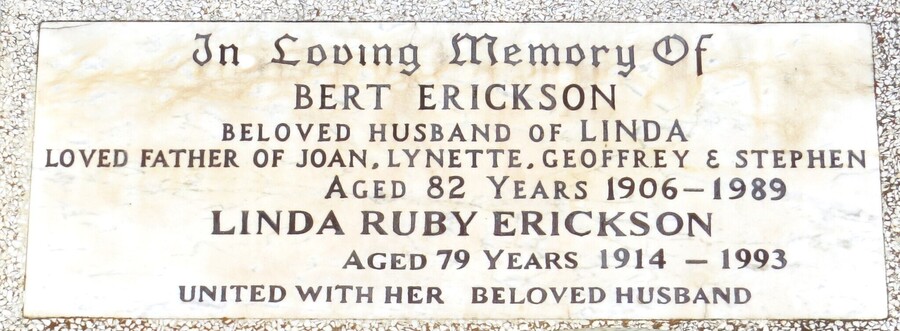 In Loving Memory Of
BERT ERICKSON
BELOVED HUSBAND OF LINDA
LOVED FATHER OF JOAN, LYNETTE, GEOFFREY & STEPHEN
AGED 82 YEARS 1906-1989
LINDA RUBY ERICKSON
AGED 79 YEARS 1914 - 1993
UNITED WITH HER BELOVED HUSBAND